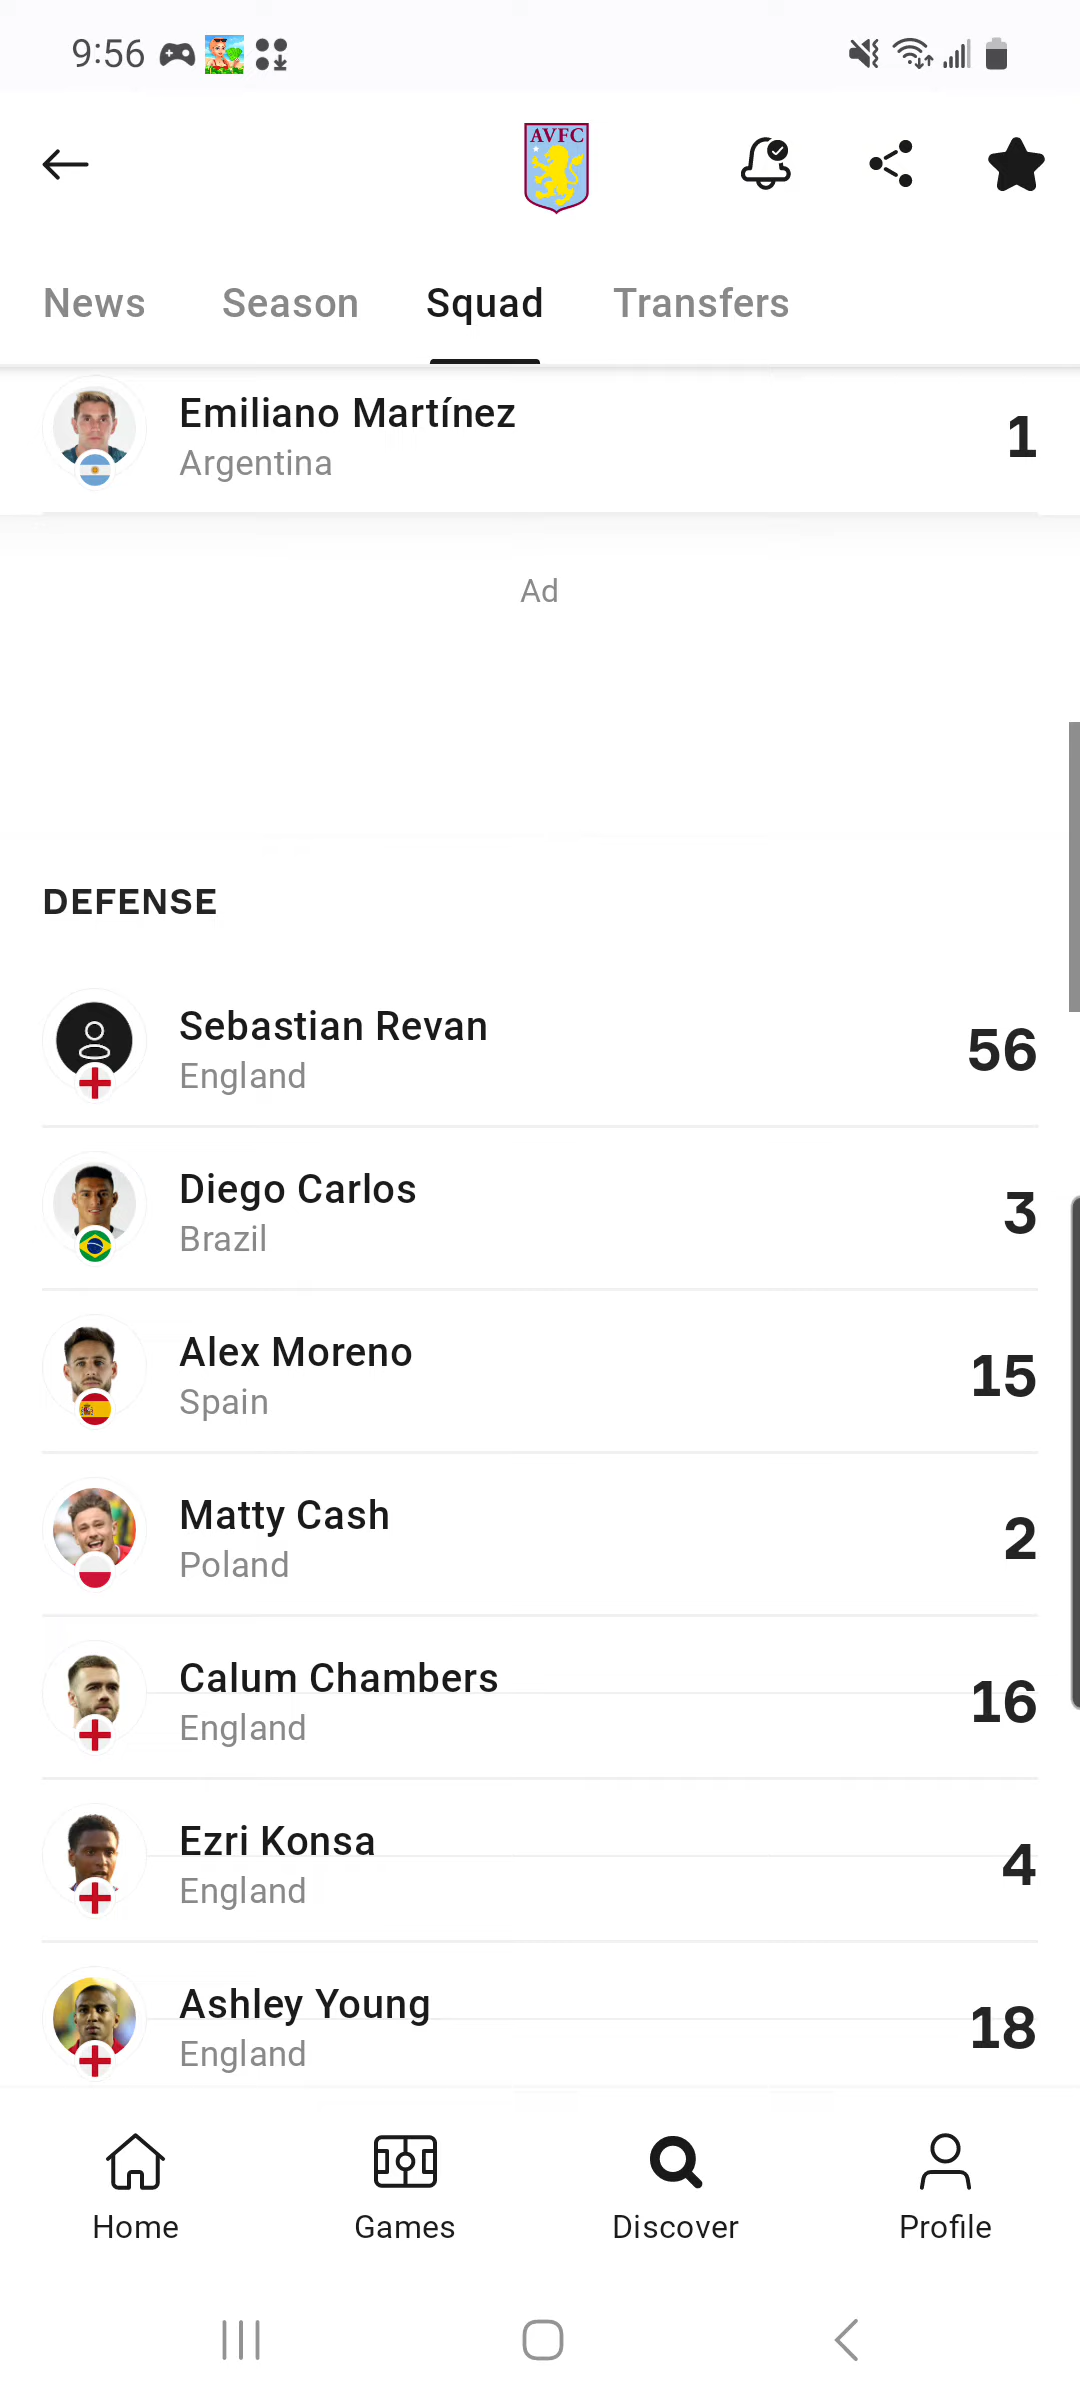 9:56
AVFC
News Season Squad Transfers
Emiliano Martínez 1
Argentina
Ad
DEFENSE
Sebastian Revan 56
England
Diego Carlos 3
Brazil
Alex Moreno 15
Spain
Matty Cash 2
Poland
Calum Chambers 16
England
Ezri Konsa 4
England
Ashley Young 18
England
Home Games Discover Profile